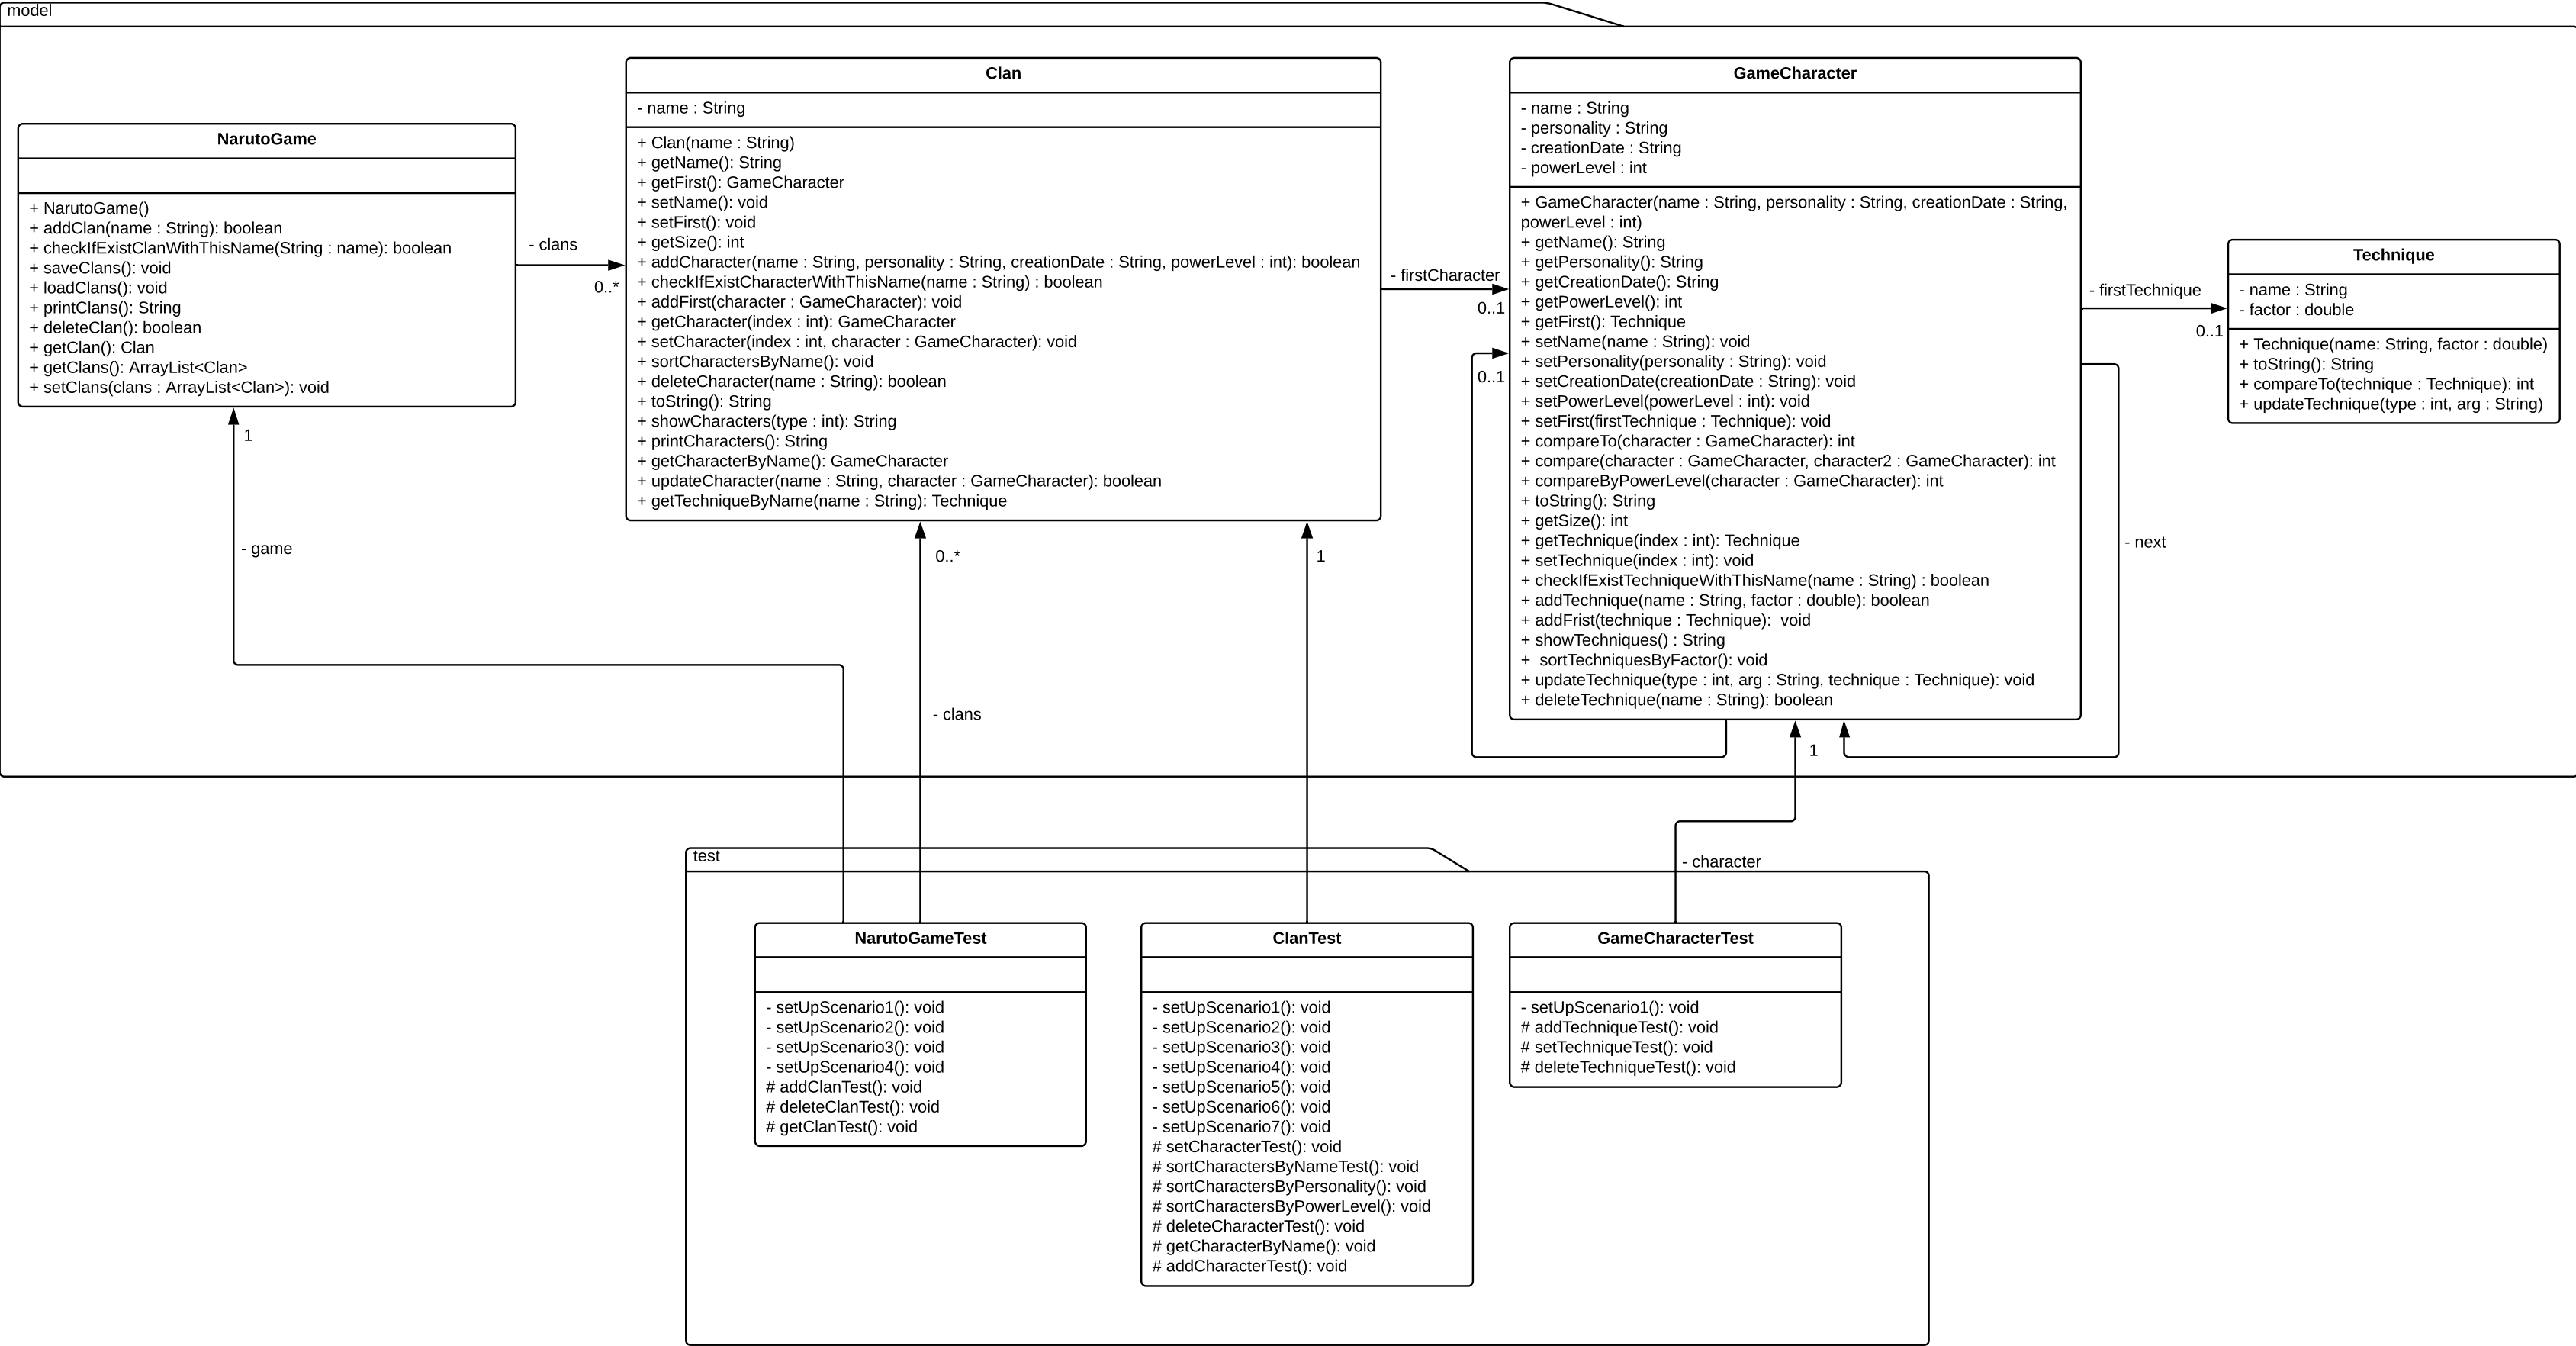 model
NarutoGame
+ NarutoGame()
+ addClan(name : String): boolean
+ checkIfExistClanWithThisName(String : name): boolean
+ saveClans(): void
+ loadClans(): void
+ printClans(): String
+ deleteClan(): boolean
+ getClan(): Clan
+ getClans(): ArrayList<Clan>
+ setClans(clans : ArrayList<Clan>): void
- clans
0..*
Clan
- name : String
+ Clan(name : String)
+ getName(): String
+ getFirst(): GameCharacter
+ setName(): void
+ setFirst(): void
+ getSize(): int
+ addCharacter(name : String, personality : String, creationDate : String, powerLevel : int): boolean
+ checkIfExistCharacterWithThisName(name : String) : boolean
+ addFirst(character : GameCharacter): void
+ getCharacter(index : int): GameCharacter
+ setCharacter(index : int, character : GameCharacter): void
+ sortCharactersByName(): void
+ deleteCharacter(name : String): boolean
+ toString(): String
+ showCharacters(type : int): String
+ printCharacters(): String
+ getCharacterByName(): GameCharacter
+ updateCharacter(name : String, character : GameCharacter): boolean
+ getTechniqueByName(name : String): Technique
- firstCharacter
0..1
0..1
GameCharacter
- name : String
- personality : String
- creationDate : String
- powerLevel : int
+ GameCharacter(name : String, personality : String, creationDate : String,
powerLevel : int)
+ getName(): String
+ getPersonality(): String
+ getCreationDate(): String
+ getPowerLevel(): int
+ getFirst(): Technique
+ setName(name : String): void
+ setPersonality(personality : String): void
+ setCreationDate(creationDate : String): void
+ setPowerLevel(powerLevel : int): void
+ setFirst(firstTechnique : Technique): void
+ compareTo(character : GameCharacter): int
+ compare(character : GameCharacter, character2 : GameCharacter): int
+ compareByPowerLevel(character : GameCharacter): int
+ toString(): String
+ getSize(): int
+ getTechnique(index : int): Technique
+ setTechnique(index : int): void
+ checkIfExistTechniqueWithThisName(name : String) : boolean
+ addTechnique(name : String, factor : double): boolean
+ addFrist(technique : Technique):  void
+ showTechniques() : String
+  sortTechniquesByFactor(): void
+ updateTechnique(type : int, arg : String, technique : Technique): void
+ deleteTechnique(name : String): boolean
- firstTechnique
0..1
Technique
- name : String
- factor : double
+ Technique(name: String, factor : double)
+ toString(): String
+ compareTo(technique : Technique): int
+ updateTechnique(type : int, arg : String)
- next
1
- game
0..*
- clans
1
1
- character
test
NarutoGameTest
- setUpScenario1(): void
- setUpScenario2(): void
- setUpScenario3(): void
- setUpScenario4(): void
# addClanTest(): void
# deleteClanTest(): void
# getClanTest(): void
ClanTest
- setUpScenario1(): void
- setUpScenario2(): void
- setUpScenario3(): void
- setUpScenario4(): void
- setUpScenario5(): void
- setUpScenario6(): void
- setUpScenario7(): void
# setCharacterTest(): void
# sortCharactersByNameTest(): void
# sortCharactersByPersonality(): void
# sortCharactersByPowerLevel(): void
# deleteCharacterTest(): void
# getCharacterByName(): void
# addCharacterTest(): void
GameCharacterTest
- setUpScenario1(): void
# addTechniqueTest(): void
# setTechniqueTest(): void
# deleteTechniqueTest(): void